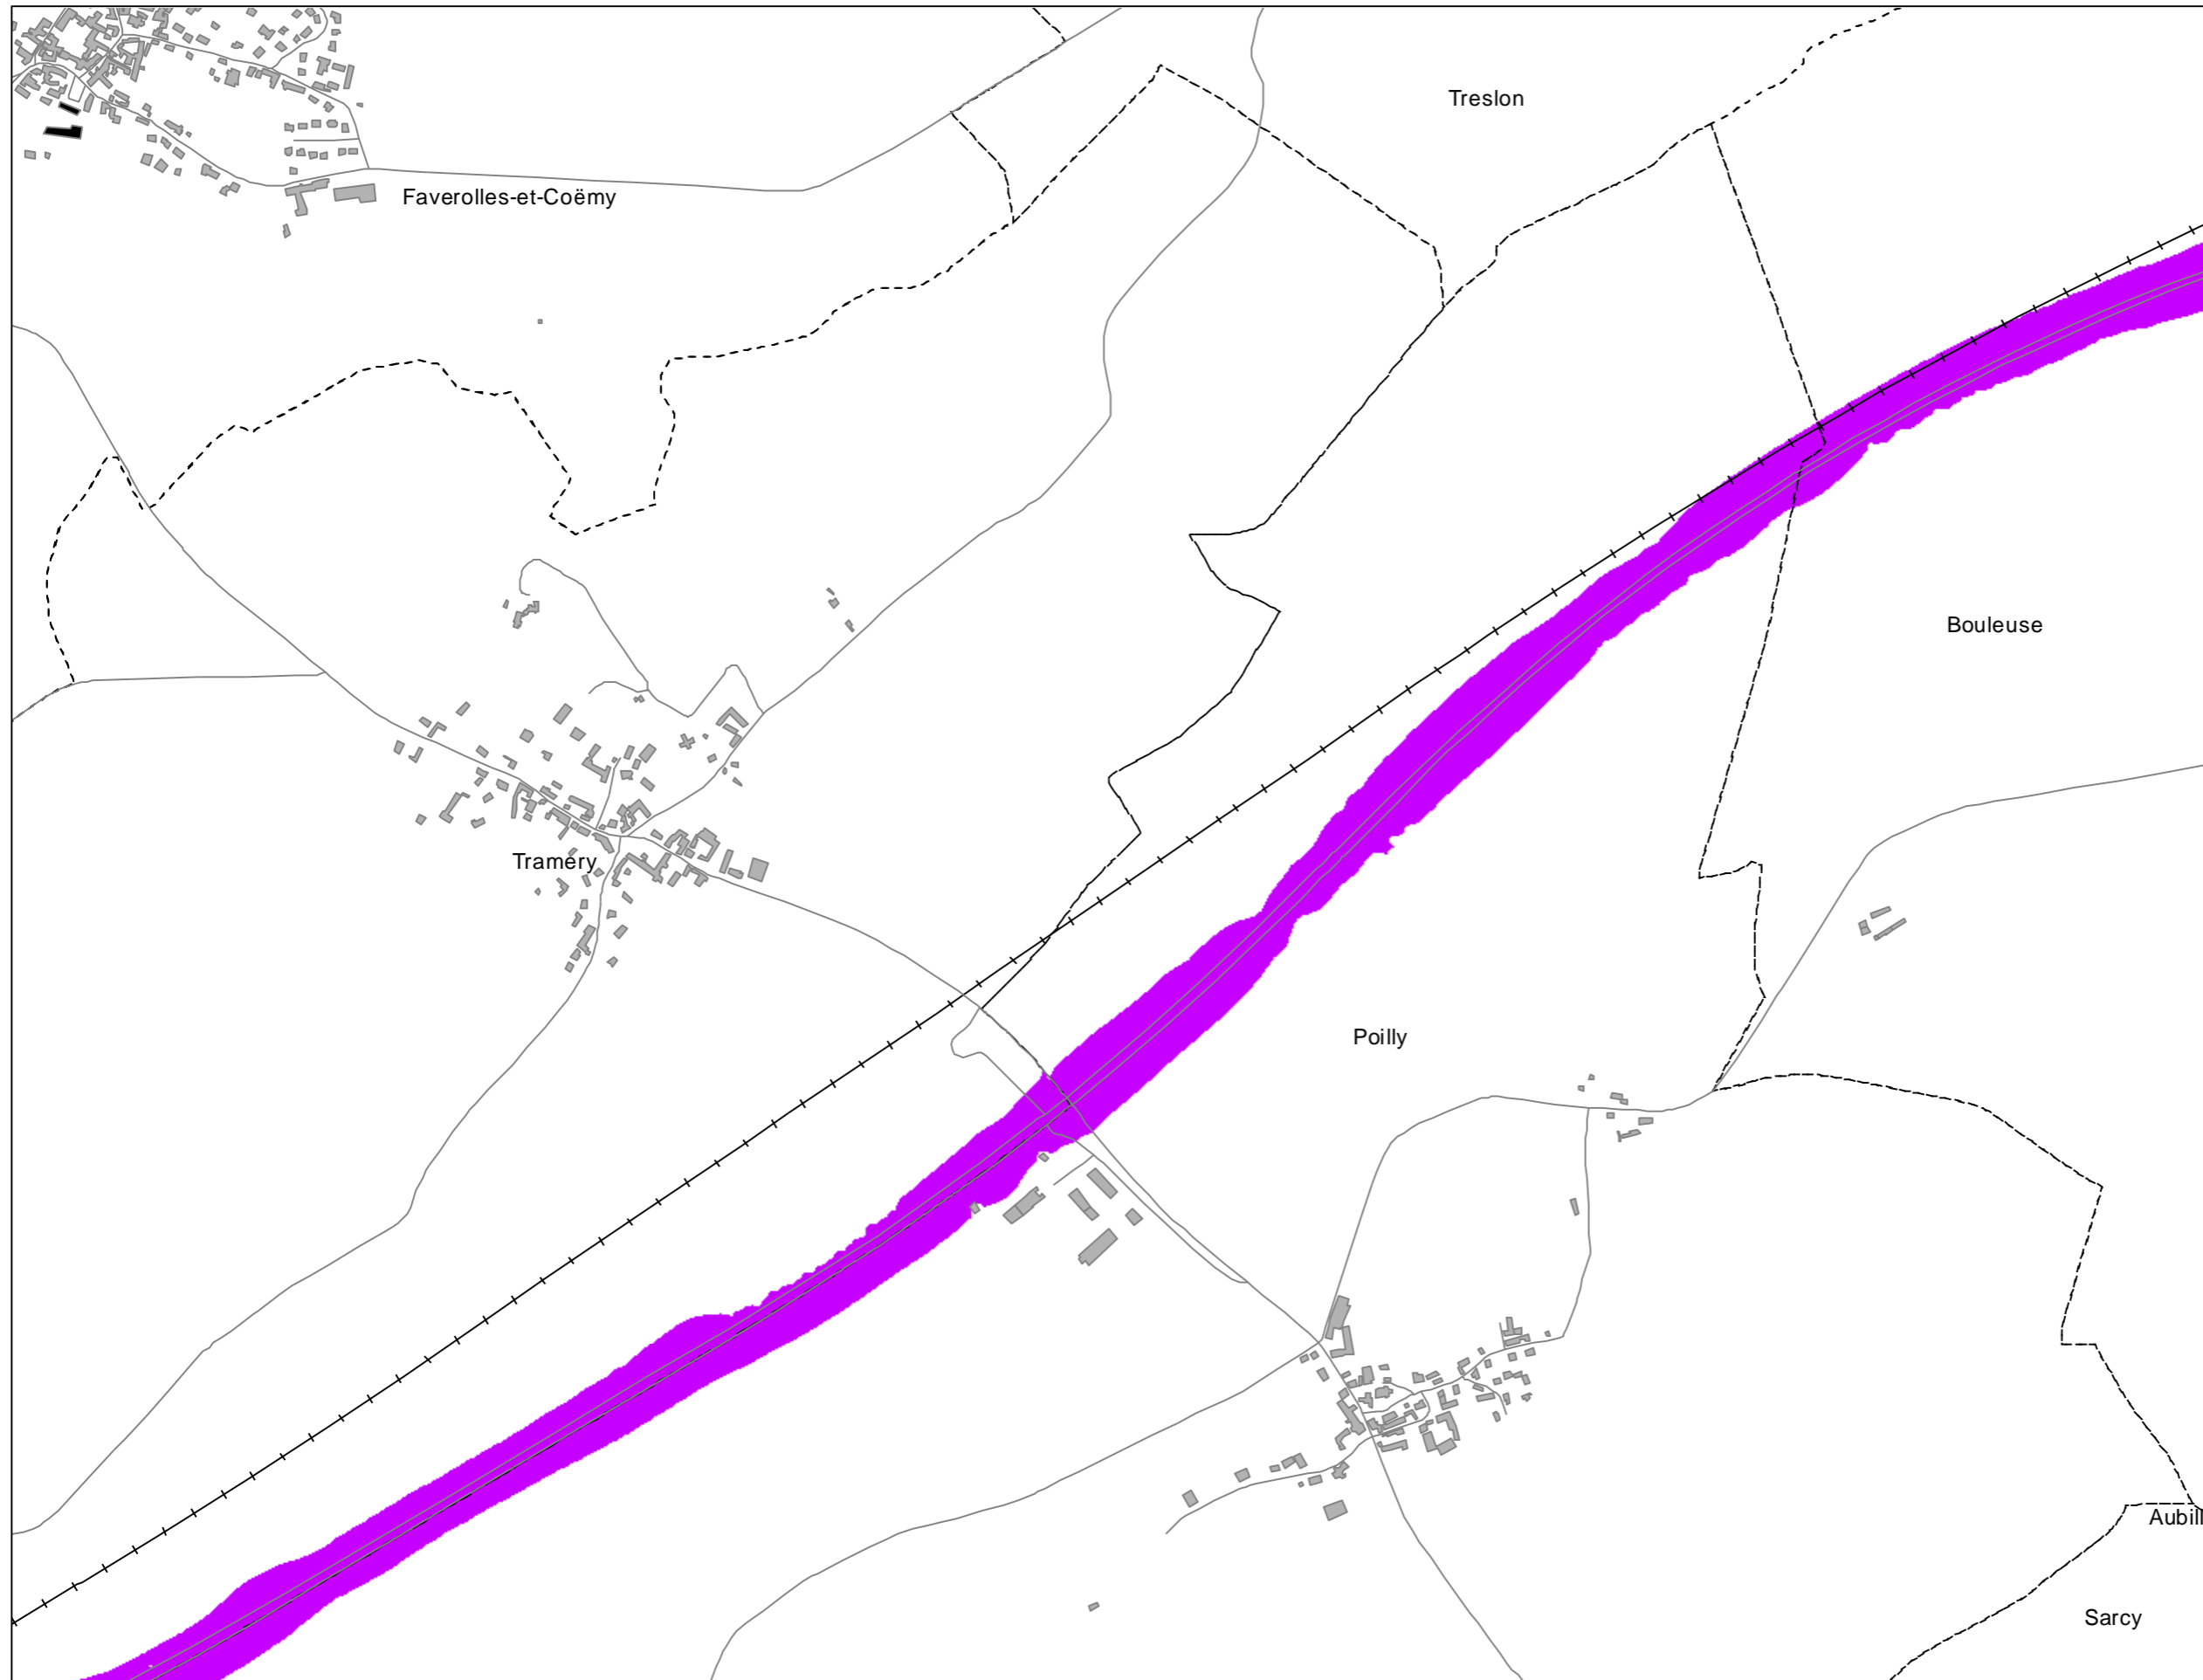 Treslon
Faverolles-et-Coëmy
Bouleuse
Tramery
Poilly
Aubill
Sarcy